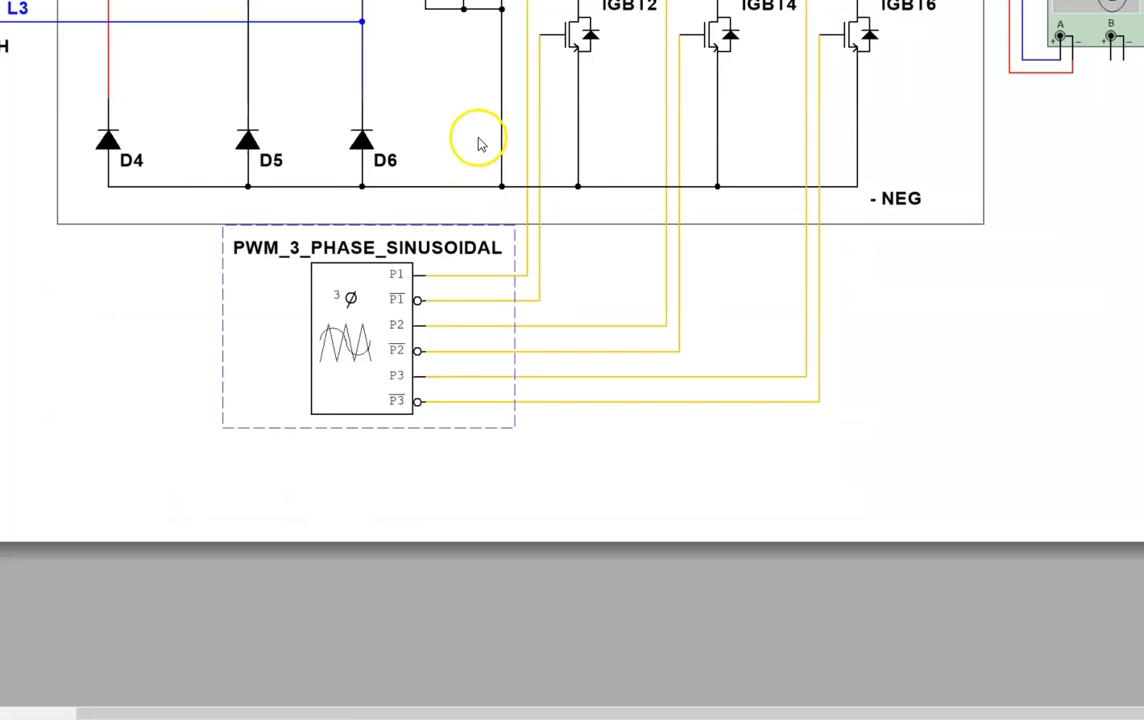 L3
IGBT2
IGBT4
IGBT6
H
A
B
+ − + −
D4
D5
D6
- NEG
PWM_3_PHASE_SINUSOIDAL
P1
3 Ø
P1
P2
P2
P3
P3